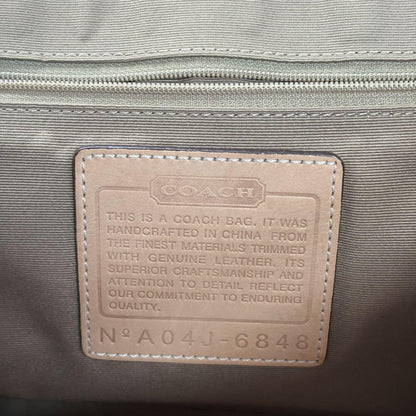 COACH
THIS IS A COACH BAG. IT WAS
HANDCRAFTED IN CHINA FROM
THE FINEST MATERIALS TRIMMED
WITH GENUINE LEATHER, ITS
SUPERIOR CRAFTSMANSHIP AND
ATTENTION TO DETAIL REFLECT
OUR COMMITMENT TO ENDURING
QUALITY.
Nº A04J-6848